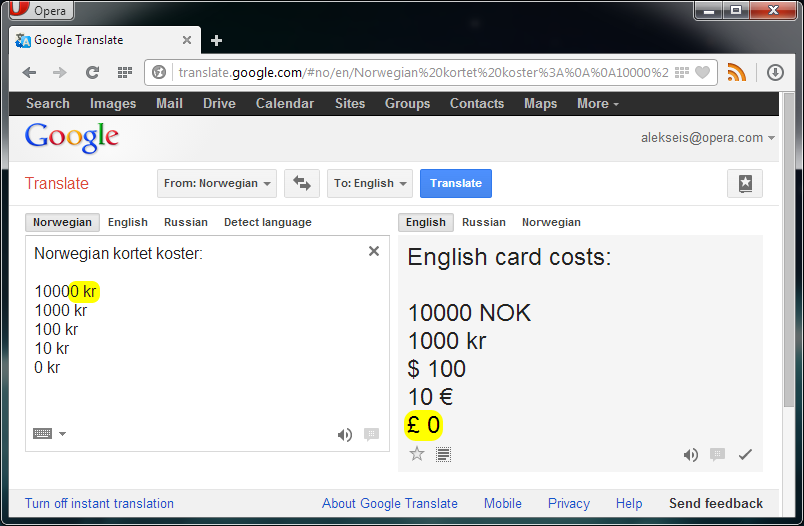 Opera
Google Translate
translate.google.com/#no/en/Norwegian%20kortet%20koster%3A%0A%0A10000%2
Search Images Mail Drive Calendar Sites Groups Contacts Maps More
Google
alekseis@opera.com
Translate
From: Norwegian
To: English
Translate
Norwegian English Russian Detect language
English Russian Norwegian
Norwegian kortet koster:
10000 kr
1000 kr
100 kr
10 kr
0 kr
English card costs:
10000 NOK
1000 kr
$ 100
10 €
£ 0
Turn off instant translation
About Google Translate Mobile Privacy Help Send feedback